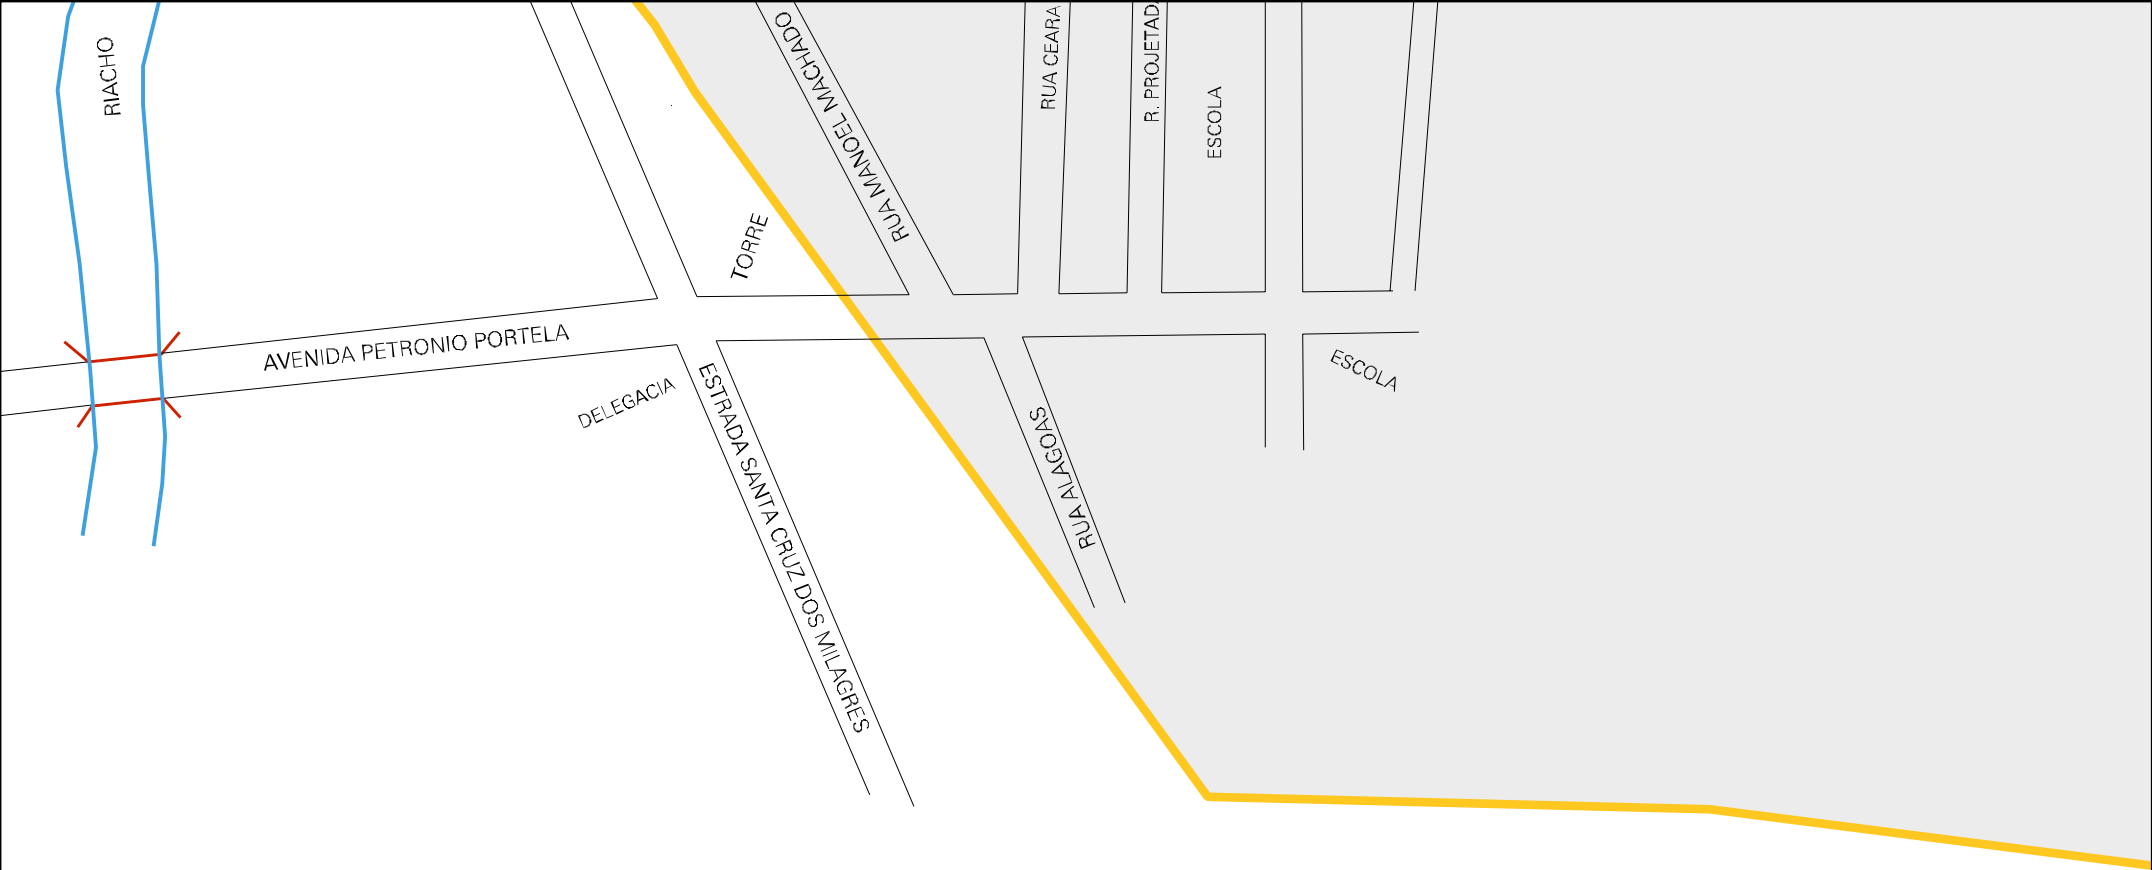 RIACHO
RUA MANOEL MACHADO
RUA CEARA
R. PROJETADA
ESCOLA
TORRE
AVENIDA PETRONIO PORTELA
DELEGACIA
ESTRADA SANTA CRUZ DOS MILAGRES
RUA ALAGOAS
ESCOLA